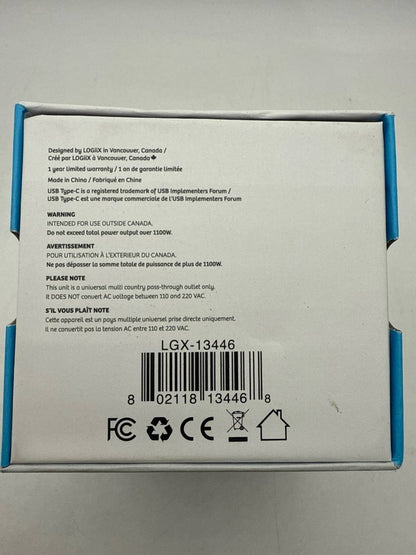 Designed by LOGiiX in Vancouver, Canada /
Créé par LOGiiX à Vancouver, Canada
1 year limited warranty / 1 an de garantie limitée
Made in China / Fabriqué en Chine
USB Type-C is a registered trademark of USB Implementers Forum /
USB Type-C est une marque commerciale de l'USB Implementers Forum
WARNING
INTENDED FOR USE OUTSIDE CANADA.
Do not exceed total power output over 1100W.
AVERTISSEMENT
POUR UTILISATION À L'EXTERIEUR DU CANADA.
Ne pas dépasser la somme totale de puissance de plus de 1100W.
PLEASE NOTE
This unit is a universal multi country pass-through outlet only.
It DOES NOT convert AC voltage between 110 and 220 VAC.
S'IL VOUS PLAÎT NOTE
Cette appareil est un pays multiple universel prise directe uniquement.
Il ne convertit pas la tension AC entre 110 et 220 VAC.
LGX-13446
8 02118 13446 8
FC CE